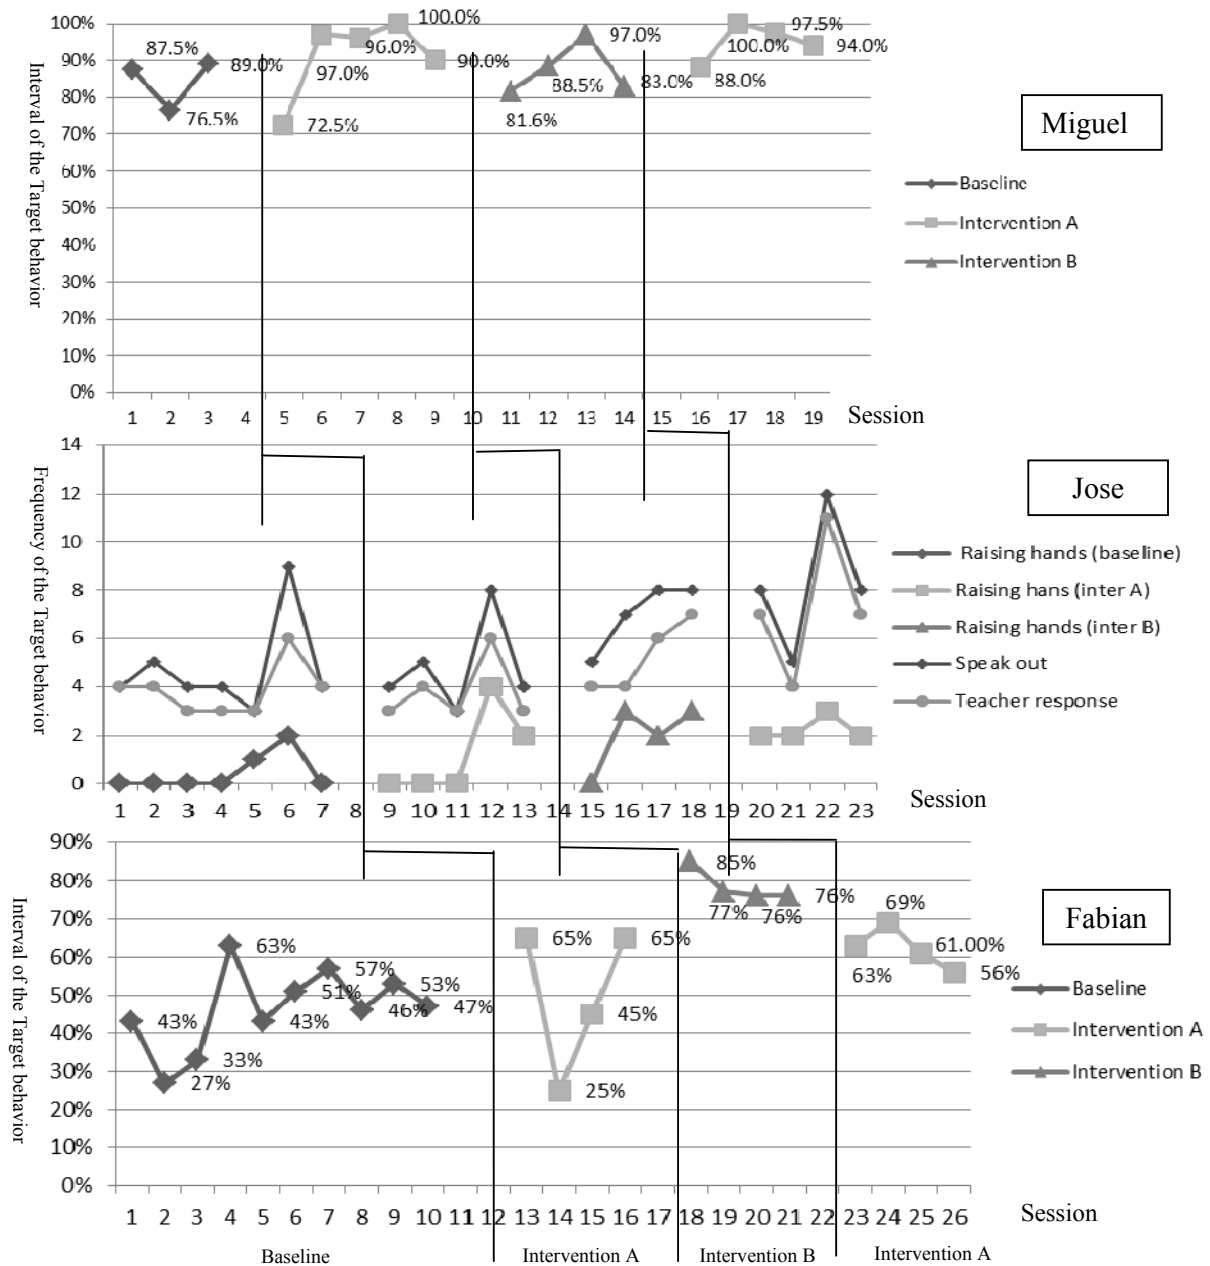 100%
90%
80%
70%
60%
50%
40%
30%
20%
10%
0%
Interval of the Target behavior
87.5%
76.5%
89.0%
72.5%
97.0%
96.0%
100.0%
90.0%
81.6%
88.5%
97.0%
83.0%
88.0%
100.0%
97.5%
94.0%
1 2 3 4 5 6 7 8 9 10 11 12 13 14 15 16 17 18 19
Session
Miguel
Baseline
Intervention A
Intervention B
14
12
10
8
6
4
2
0
Frequency of the Target behavior
1 2 3 4 5 6 7 8 9 10 11 12 13 14 15 16 17 18 19 20 21 22 23
Session
Jose
Raising hands (baseline)
Raising hans (inter A)
Raising hands (inter B)
Speak out
Teacher response
90%
80%
70%
60%
50%
40%
30%
20%
10%
0%
Interval of the Target behavior
43%
27%
33%
63%
43%
51%
57%
46%
53%
47%
65%
25%
45%
65%
85%
77%
76%
76%
63%
69%
61.00%
56%
1 2 3 4 5 6 7 8 9 10 11 12 13 14 15 16 17 18 19 20 21 22 23 24 25 26
Session
Fabian
Baseline
Intervention A
Intervention B
Baseline
Intervention A
Intervention B
Intervention A